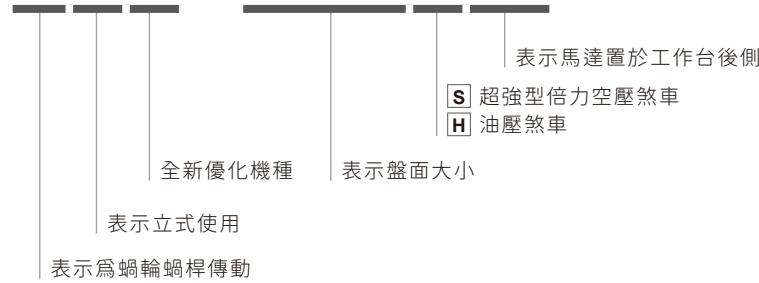 表示馬達置於工作台後側
S 超強型倍力空壓煞車
H 油壓煞車
全新優化機種
表示盤面大小
表示立式使用
表示爲蝸輪蝸桿傳動